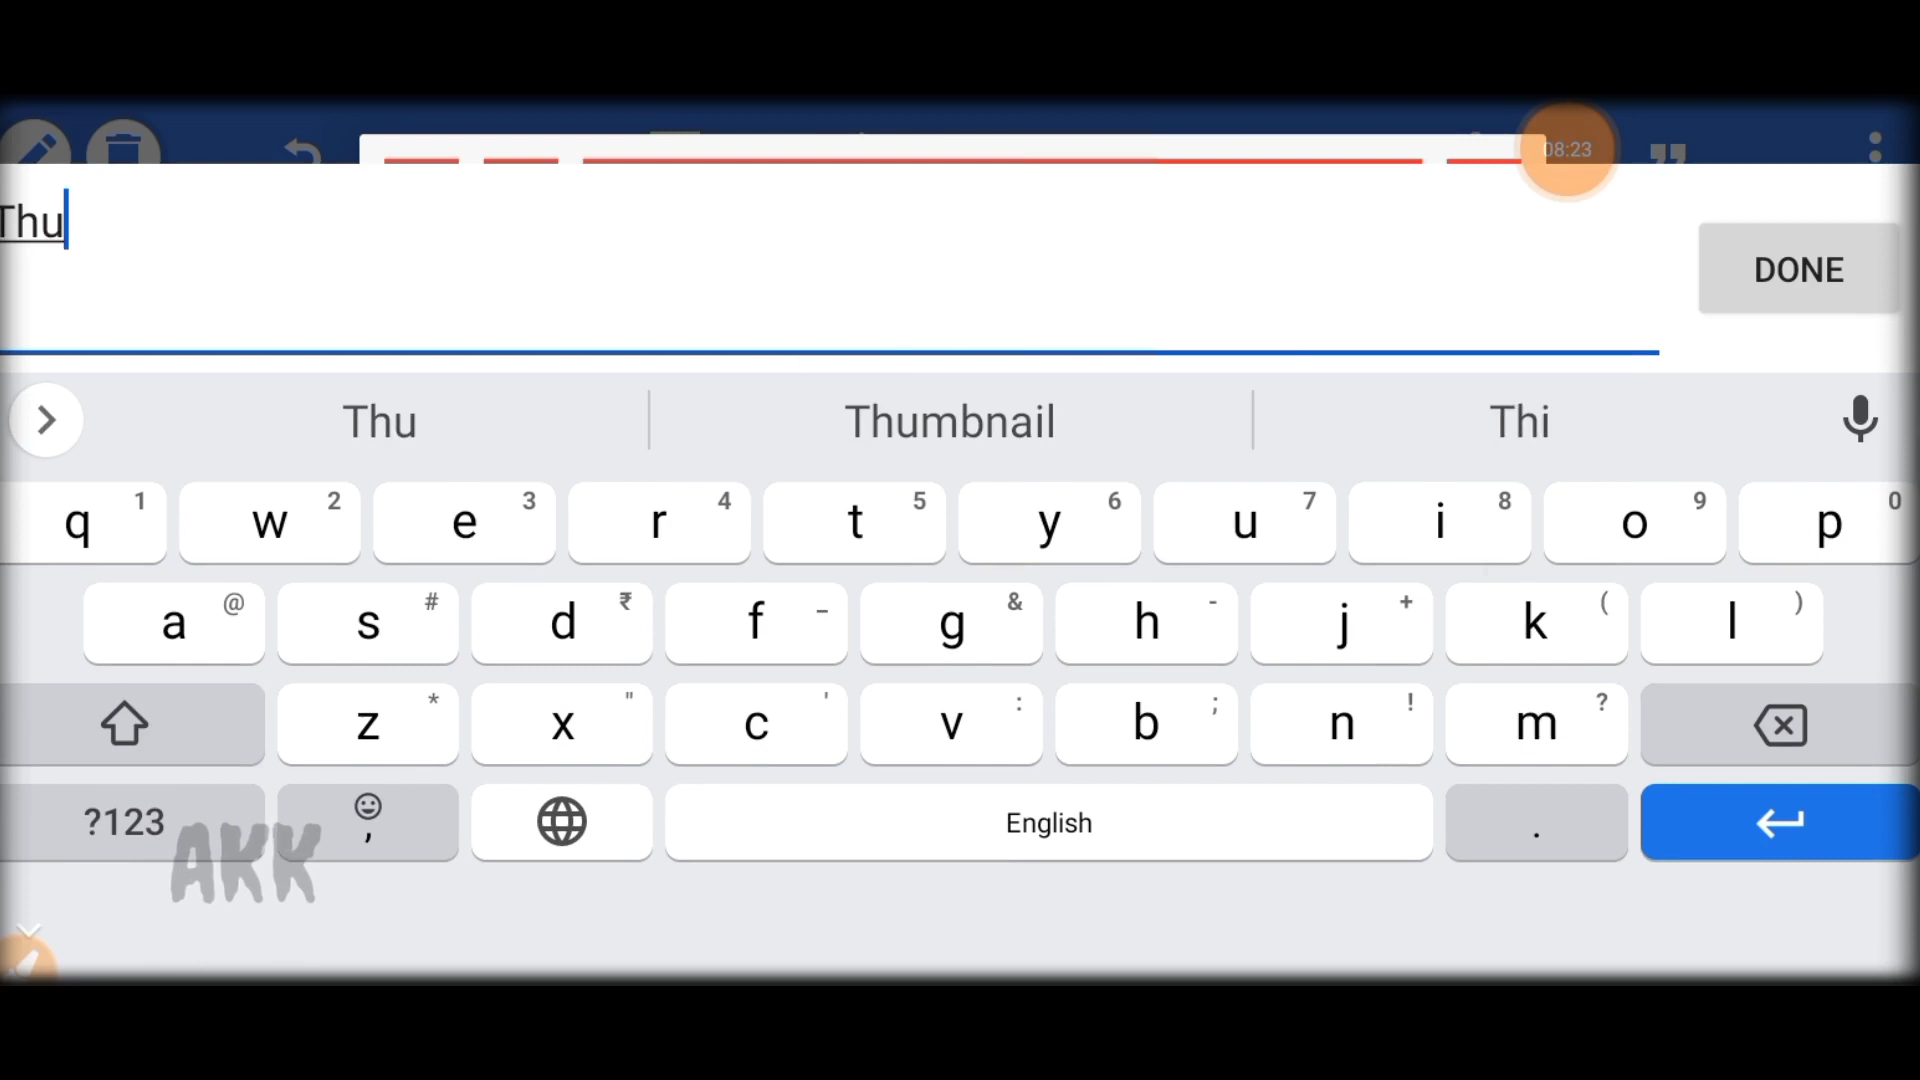 08:23
Thu
DONE
Thu Thumbnail Thi
q 1 w 2 e 3 r 4 t 5 y 6 u 7 i 8 o 9 p 0
a @ s # d ₹ f _ g & h - j + k ( l )
z * x " c ' v : b ; n ! m ?
?123 , English .
AKK